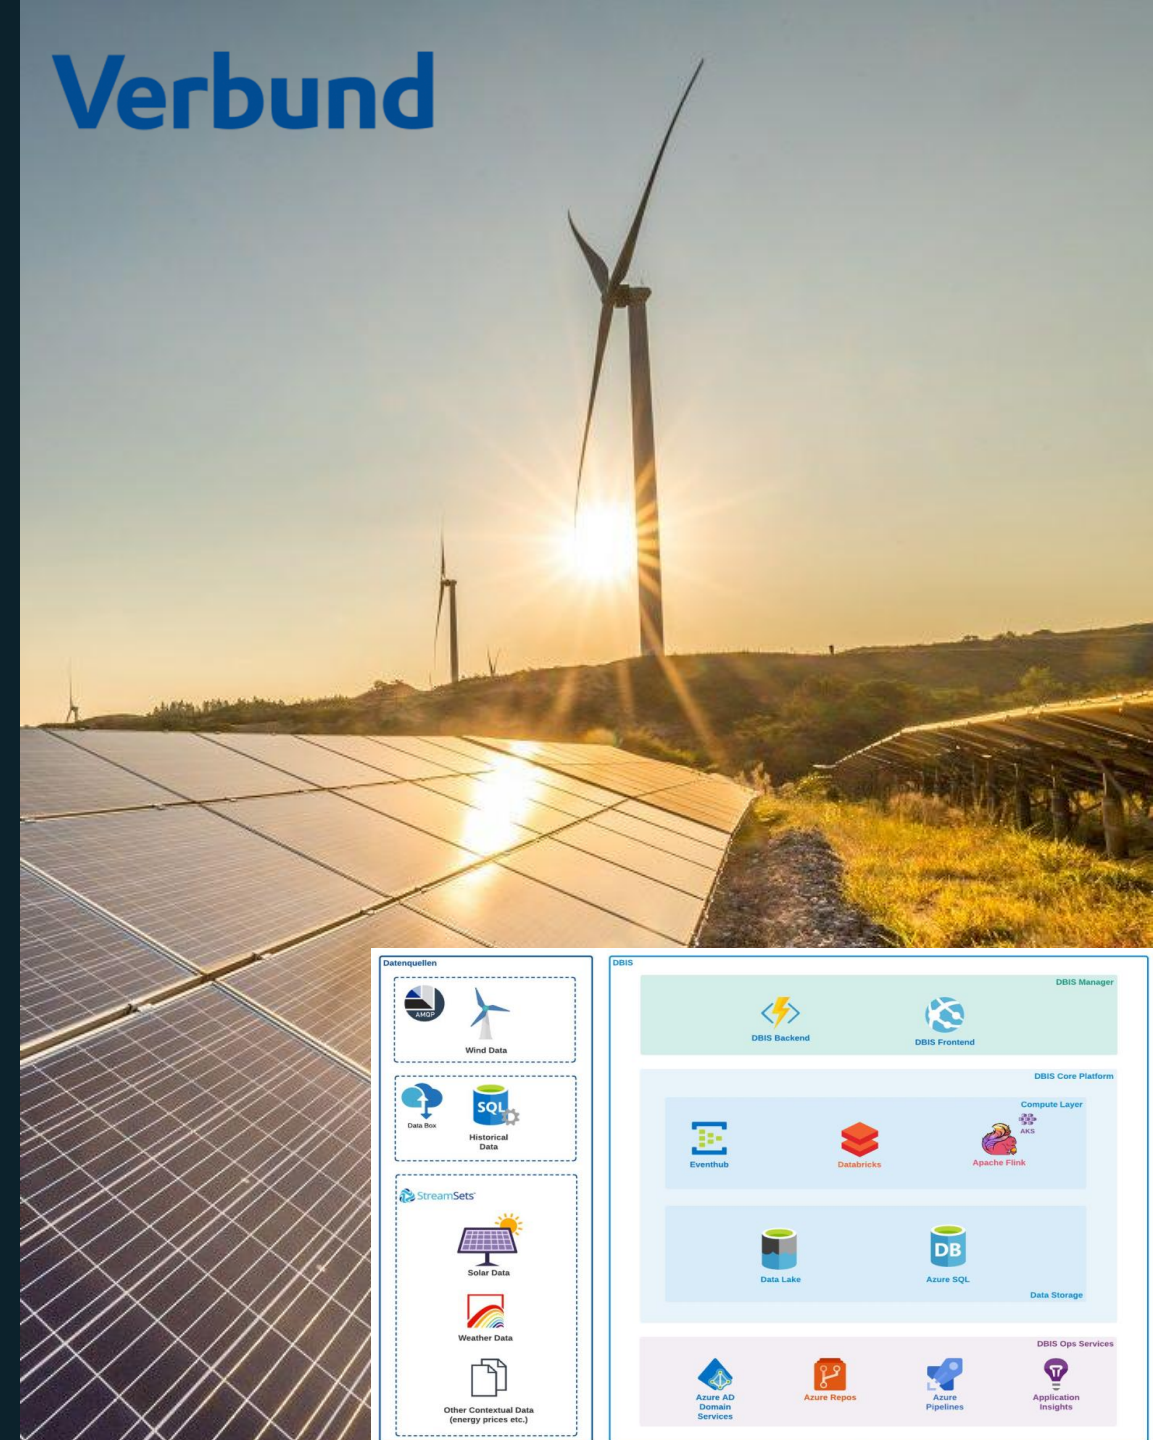 Verbund
Datenquellen
AMQP
Wind Data
Data Box
SQL
Historical
Data
StreamSets
Solar Data
Weather Data
Other Contextual Data
(energy prices etc.)
DBIS
DBIS Manager
DBIS Backend
DBIS Frontend
DBIS Core Platform
Compute Layer
AKS
Eventhub
Databricks
Apache Flink
DB
Data Lake
Azure SQL
Data Storage
DBIS Ops Services
Azure AD
Domain
Services
Azure Repos
Azure
Pipelines
Application
Insights